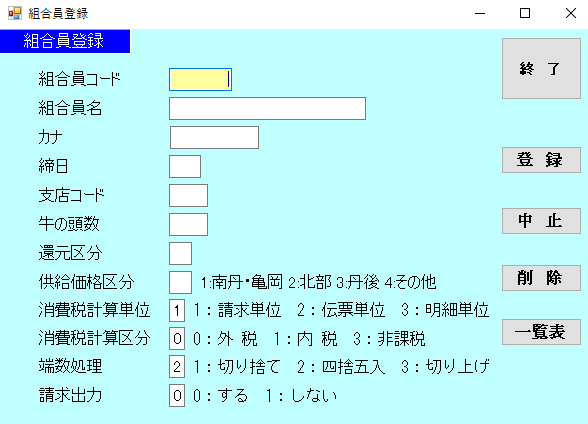 組合員登録
組合員登録
終 了
組合員コード
組合員名
カナ
登 録
締日
支店コード
牛の頭数
中 止
還元区分
供給価格区分 1:南丹・亀岡 2:北部 3:丹後 4:その他
削 除
消費税計算単位 1 1：請求単位 2：伝票単位 3：明細単位
消費税計算区分 0 0：外 税 1：内 税 3：非課税
一覧表
端数処理 2 1：切り捨て 2：四捨五入 3：切り上げ
請求出力 0 0：する 1：しない